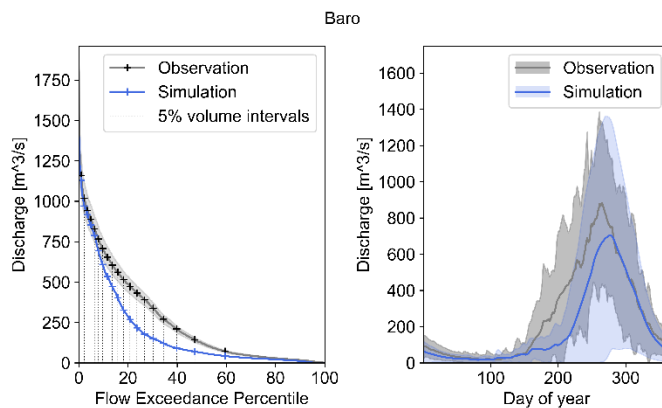 Baro
Discharge [m^3/s]
1750
1500
1250
1000
750
500
250
0
0
20
40
60
80
100
Flow Exceedance Percentile
Observation
Simulation
5% volume intervals
Discharge [m^3/s]
1600
1400
1200
1000
800
600
400
200
0
100
200
300
Day of year
Observation
Simulation